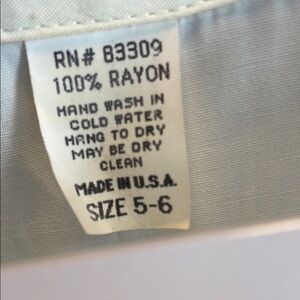 RN# 83309
100% RAYON
HAND WASH IN
COLD WATER
HANG TO DRY
MAY BE DRY
CLEAN
MADE IN U.S.A.
SIZE 5-6